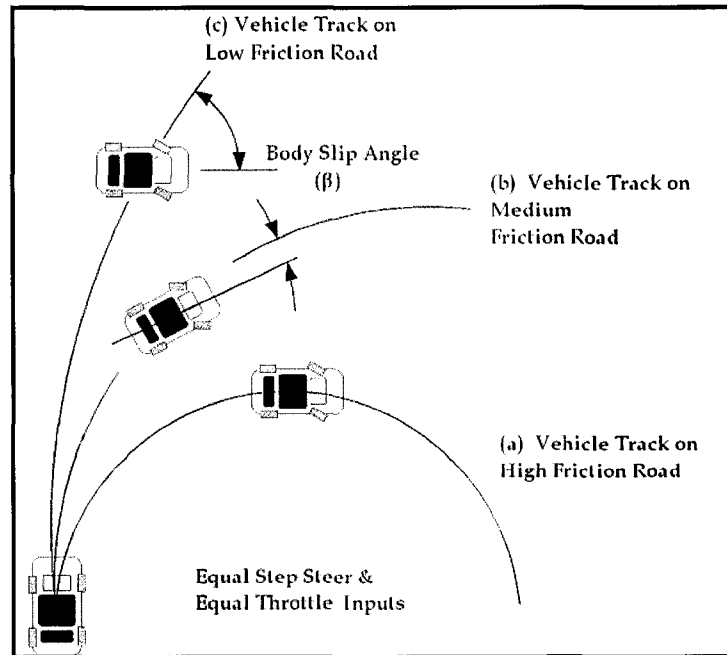 (c) Vehicle Track on
Low Friction Road
Body Slip Angle
(β)
(b) Vehicle Track on
Medium
Friction Road
(a) Vehicle Track on
High Friction Road
Equal Step Steer &
Equal Throttle Inputs